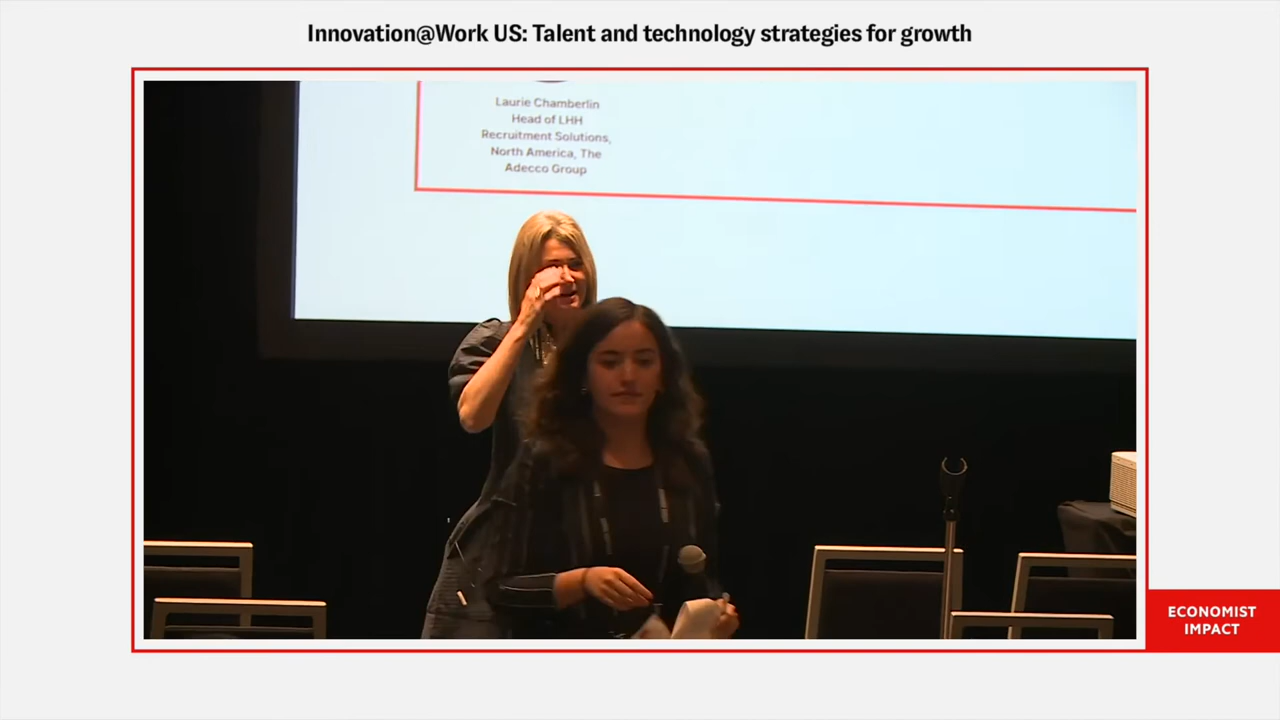 Innovation@Work US: Talent and technology strategies for growth
Laurie Chamberlin
Head of LHH
Recruitment Solutions,
North America, The
Adecco Group
ECONOMIST
IMPACT